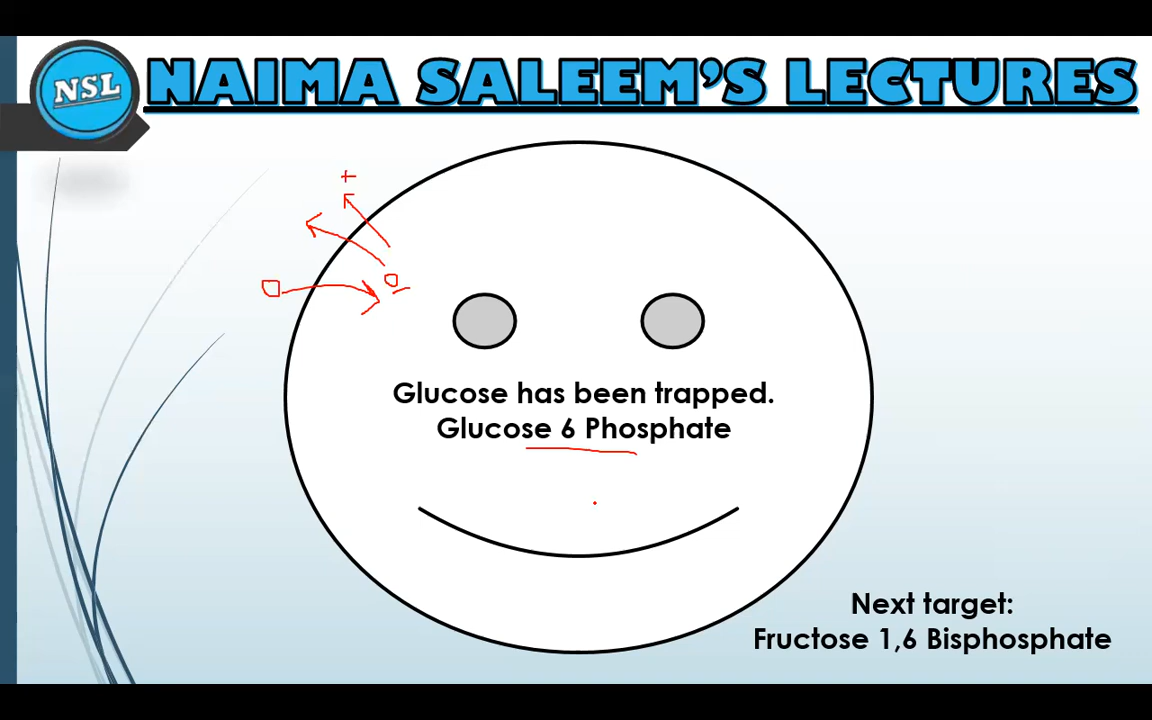 NSL
NAIMA SALEEM'S LECTURES
Glucose has been trapped.
Glucose 6 Phosphate
Next target:
Fructose 1,6 Bisphosphate